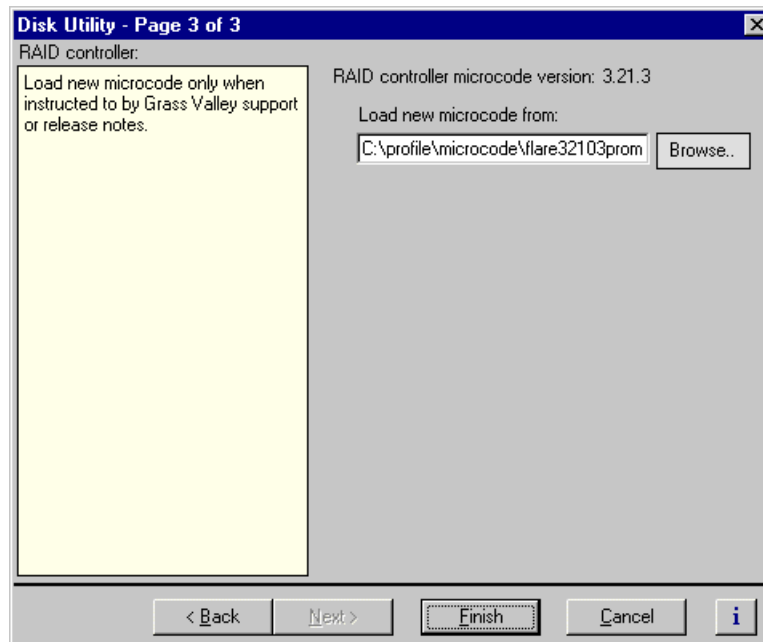 Disk Utility - Page 3 of 3
RAID controller:
Load new microcode only when
instructed to by Grass Valley support
or release notes.
RAID controller microcode version: 3.21.3
Load new microcode from:
C:\profile\microcode\flare32103prom
Browse..
< Back
Next >
Finish
Cancel
i